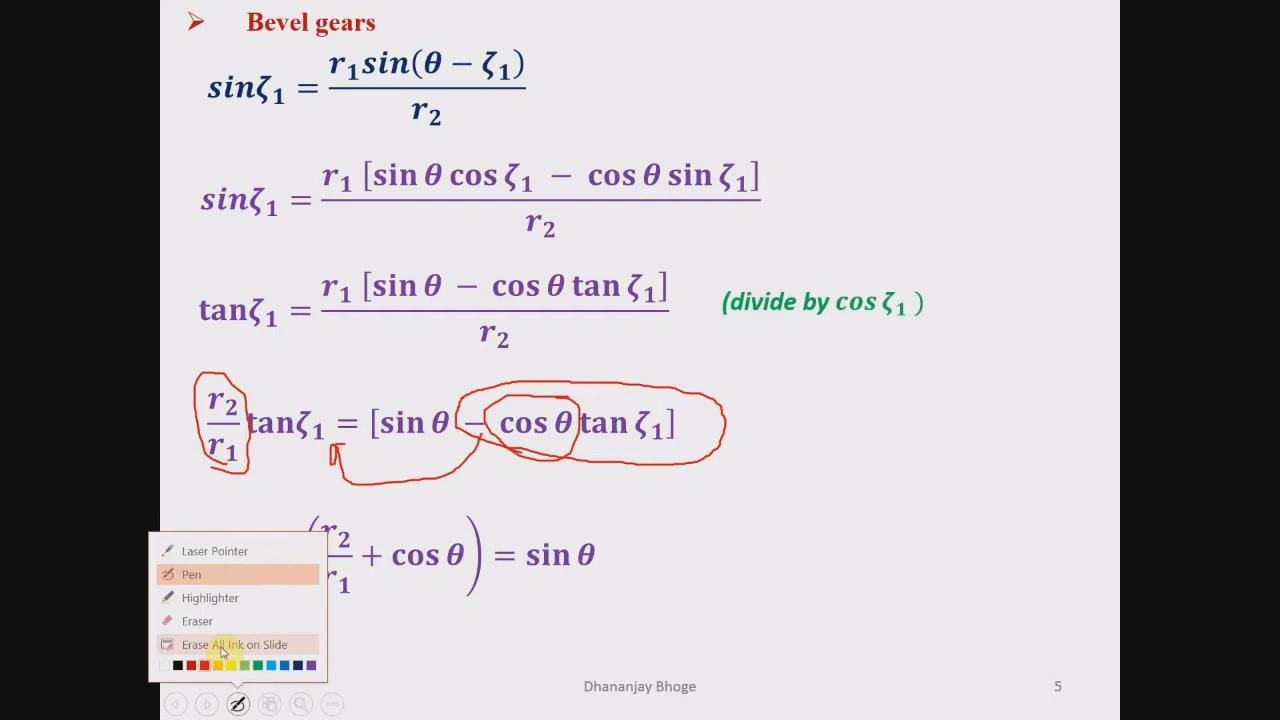 Bevel gears
sinζ₁ = r₁sin(θ − ζ₁) / r₂
sinζ₁ = r₁ [sin θ cos ζ₁ − cos θ sin ζ₁] / r₂
tanζ₁ = r₁ [sin θ − cos θ tan ζ₁] / r₂ (divide by cos ζ₁ )
r₂/r₁ tanζ₁ = [sin θ − cos θ tan ζ₁]
(r₂/r₁ + cos θ) = sin θ
Laser Pointer
Pen
Highlighter
Eraser
Erase All Ink on Slide
Dhananjay Bhoge 5